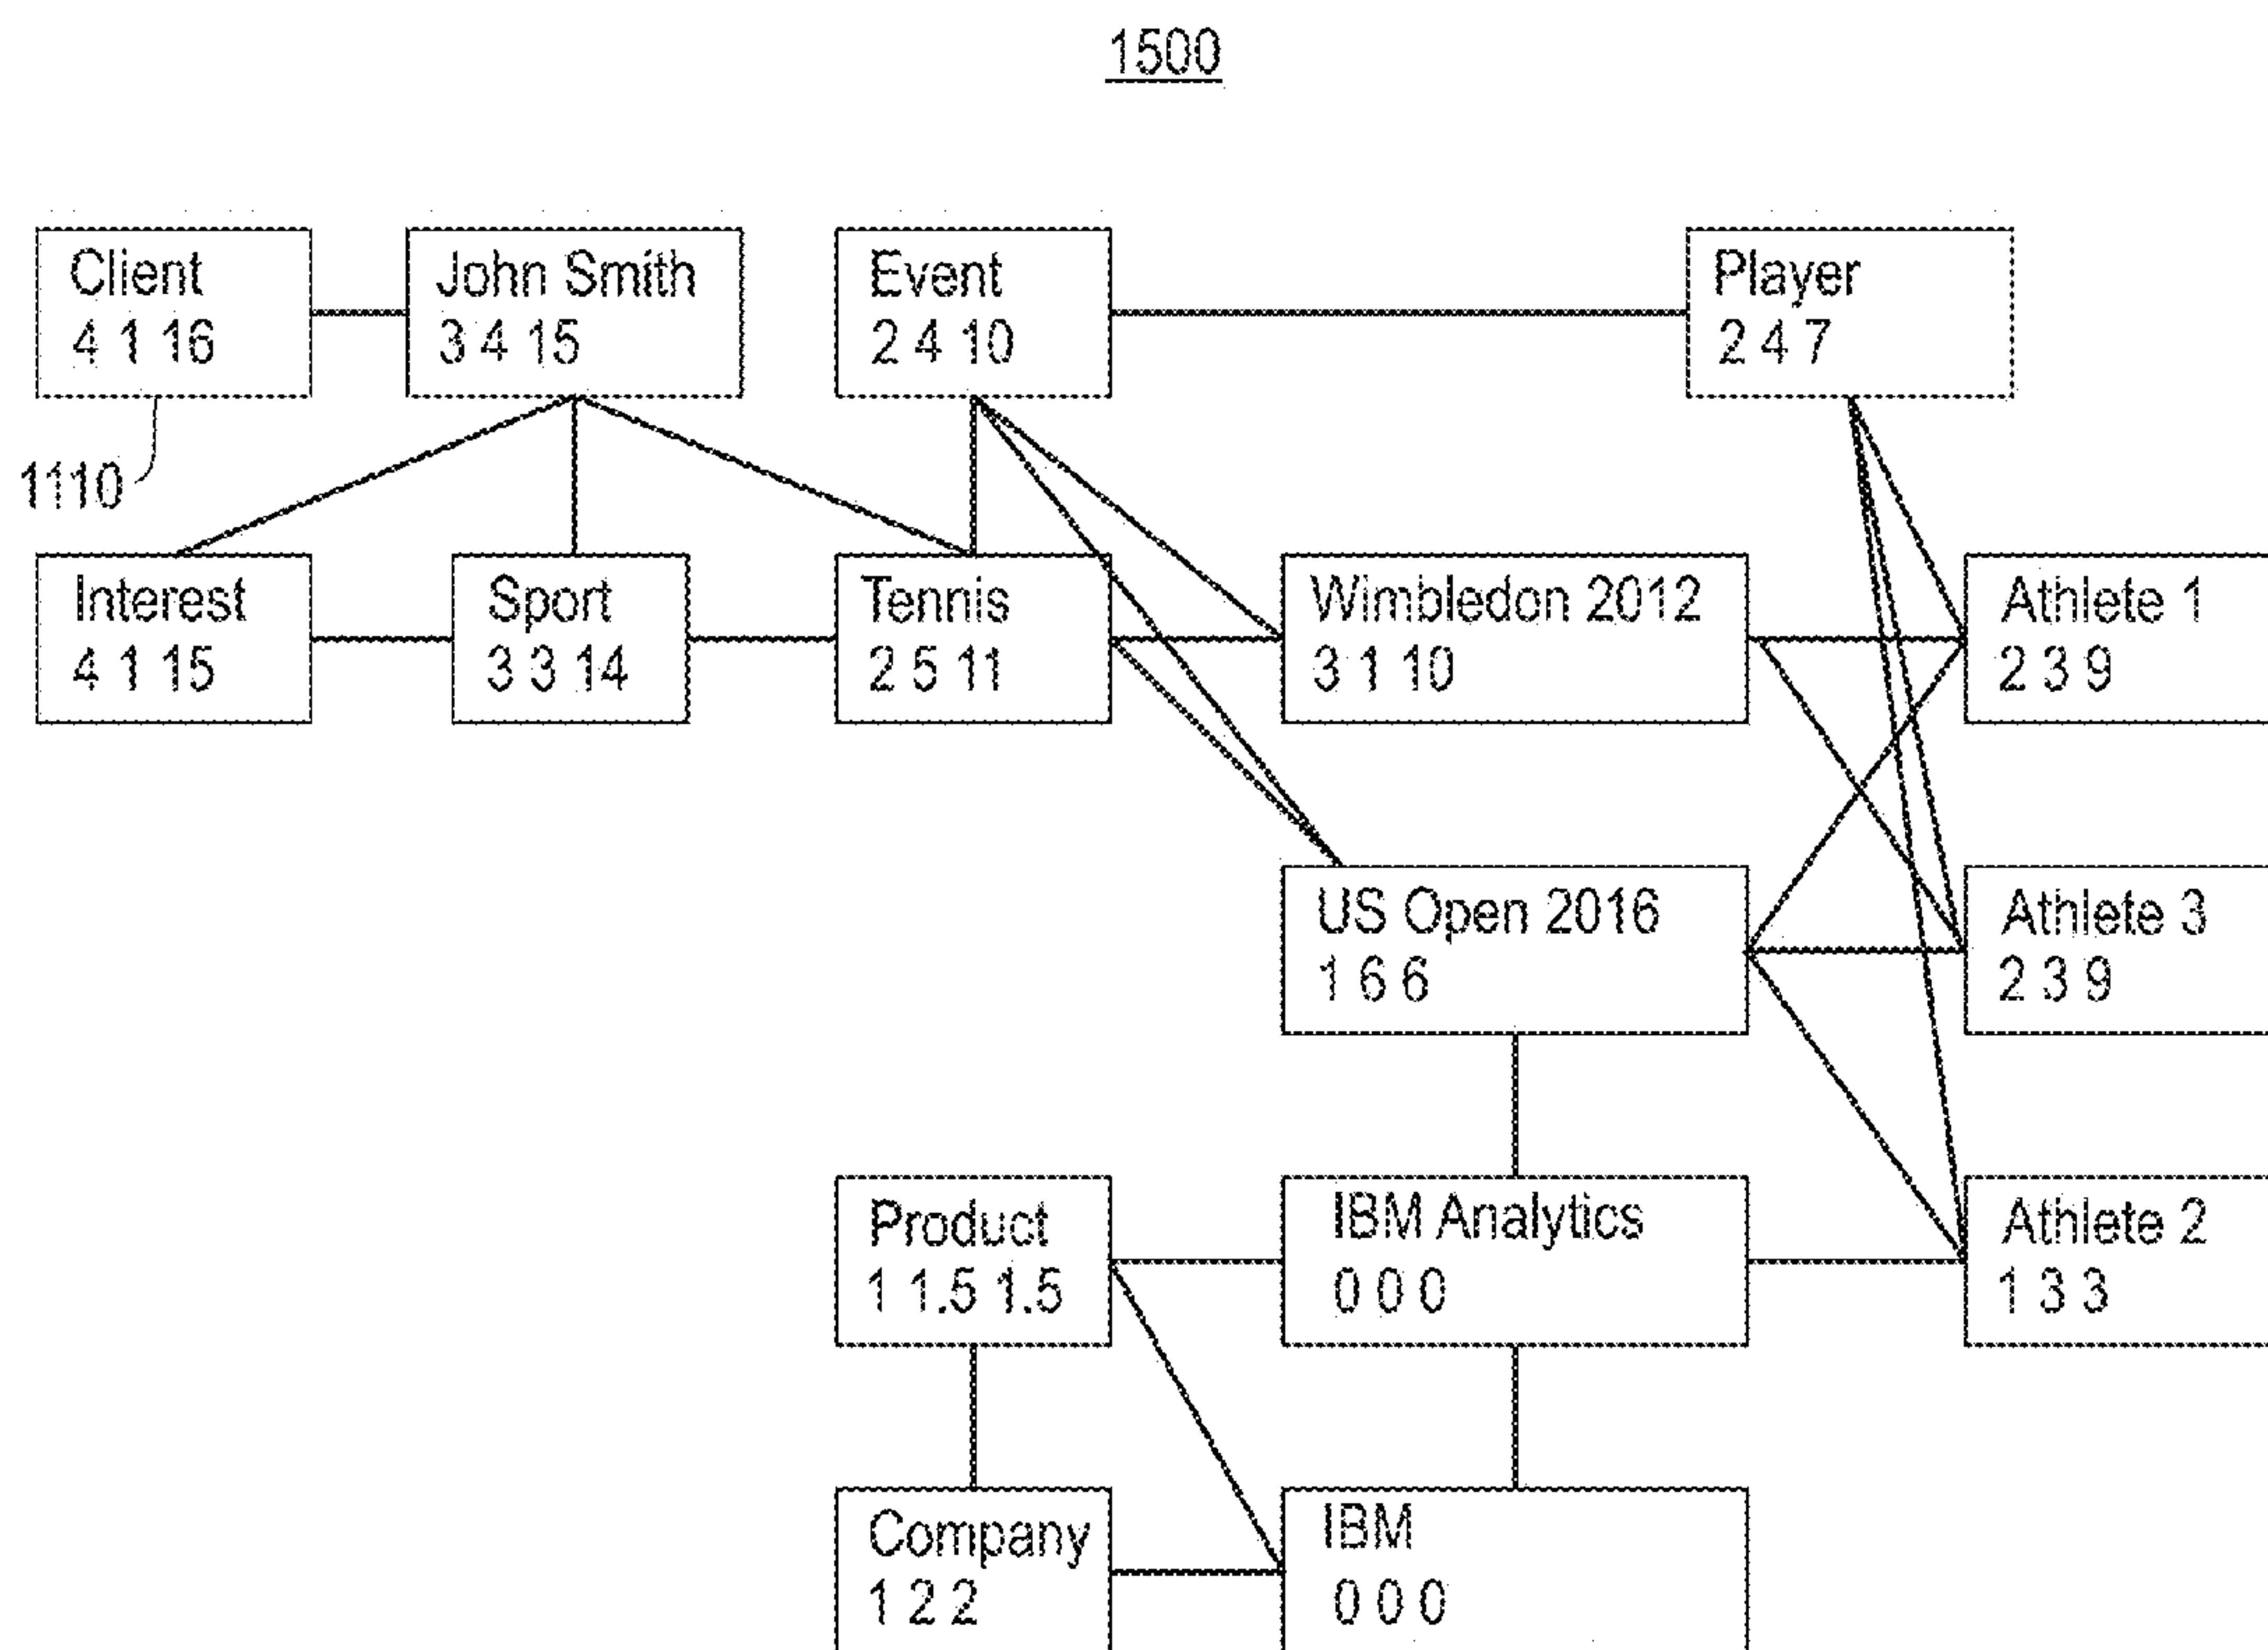 1500
Client
4 1 16
John Smith
3 4 15
Event
2 4 10
Player
2 4 7
1110
Interest
4 1 15
Sport
3 3 14
Tennis
2 5 11
Wimbledon 2012
3 1 10
Athlete 1
2 3 9
US Open 2016
1 6 6
Athlete 3
2 3 9
Product
1 1.5 1.5
IBM Analytics
0 0 0
Athlete 2
1 3 3
Company
1 2 2
IBM
0 0 0